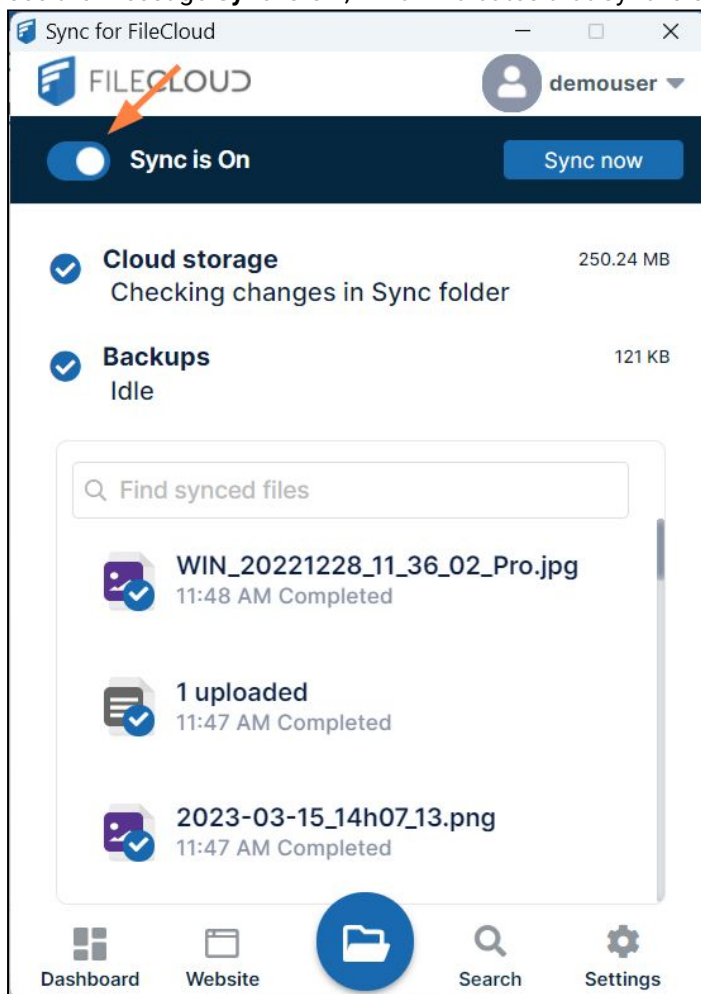 Sync for FileCloud
FILECLOUD
demouser
Sync is On
Sync now
Cloud storage
250.24 MB
Checking changes in Sync folder
Backups
121 KB
Idle
Find synced files
WIN_20221228_11_36_02_Pro.jpg
11:48 AM Completed
1 uploaded
11:47 AM Completed
2023-03-15_14h07_13.png
11:47 AM Completed
Dashboard
Website
Search
Settings